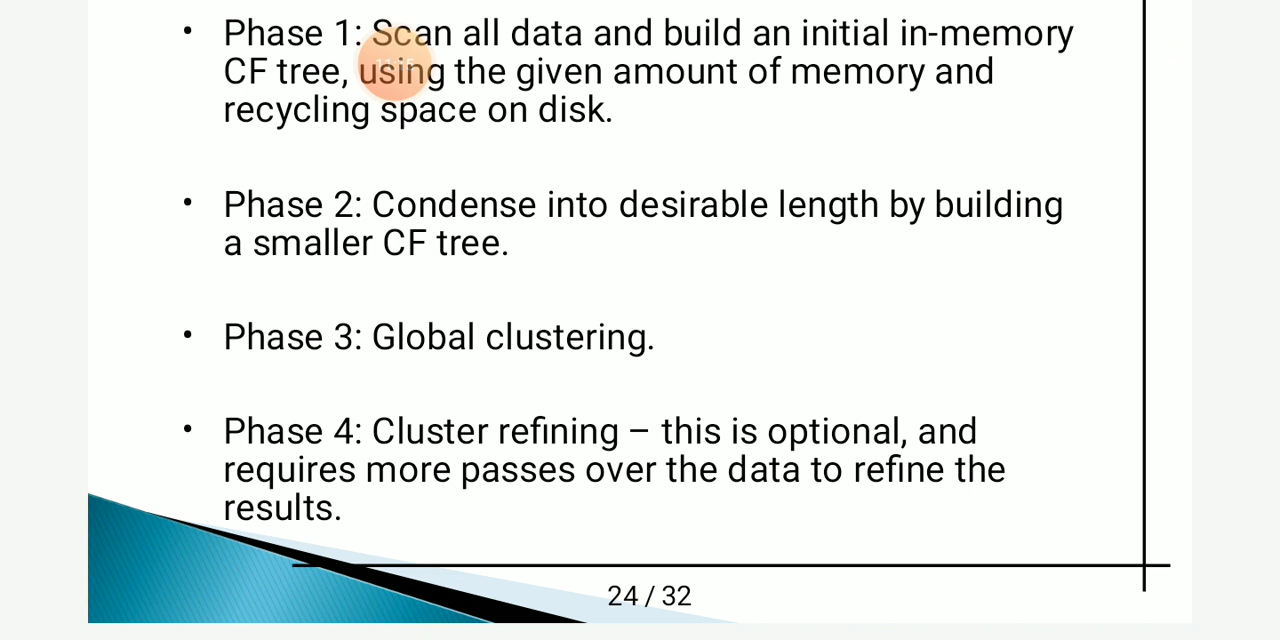 • Phase 1: Scan all data and build an initial in-memory
CF tree, using the given amount of memory and
recycling space on disk.
• Phase 2: Condense into desirable length by building
a smaller CF tree.
• Phase 3: Global clustering.
• Phase 4: Cluster refining – this is optional, and
requires more passes over the data to refine the
results.
24 / 32